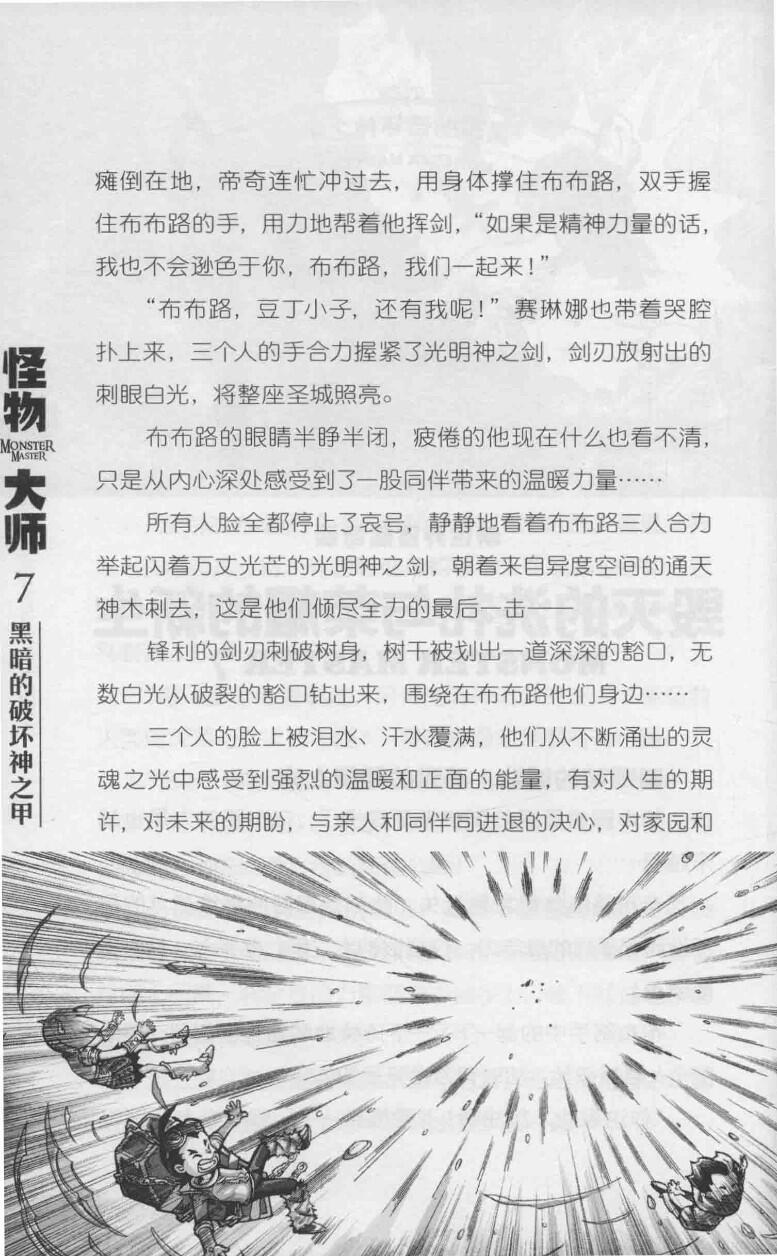 瘫倒在地，帝奇连忙冲过去，用身体撑住布布路，双手握
住布布路的手，用力地帮着他挥剑，“如果是精神力量的话，
我也不会逊色于你，布布路，我们一起来！”
“布布路，豆丁小子，还有我呢！”赛琳娜也带着哭腔
扑上来，三个人的手合力握紧了光明神之剑，剑刃放射出的
刺眼白光，将整座圣城照亮。
布布路的眼睛半睁半闭，疲倦的他现在什么也看不清，
只是从内心深处感受到了一股同伴带来的温暖力量……
所有人脸全都停止了哀号，静静地看着布布路三人合力
举起闪着万丈光芒的光明神之剑，朝着来自异度空间的通天
神木刺去，这是他们倾尽全力的最后一击——
锋利的剑刃刺破树身，树干被划出一道深深的豁口，无
数白光从破裂的豁口钻出来，围绕在布布路他们身边……
三个人的脸上被泪水、汗水覆满，他们从不断涌出的灵
魂之光中感受到强烈的温暖和正面的能量，有对人生的期
许，对未来的期盼，与亲人和同伴同进退的决心，对家园和
怪物
MONSTER
MASTER
大师
7
黑暗的破坏神之甲